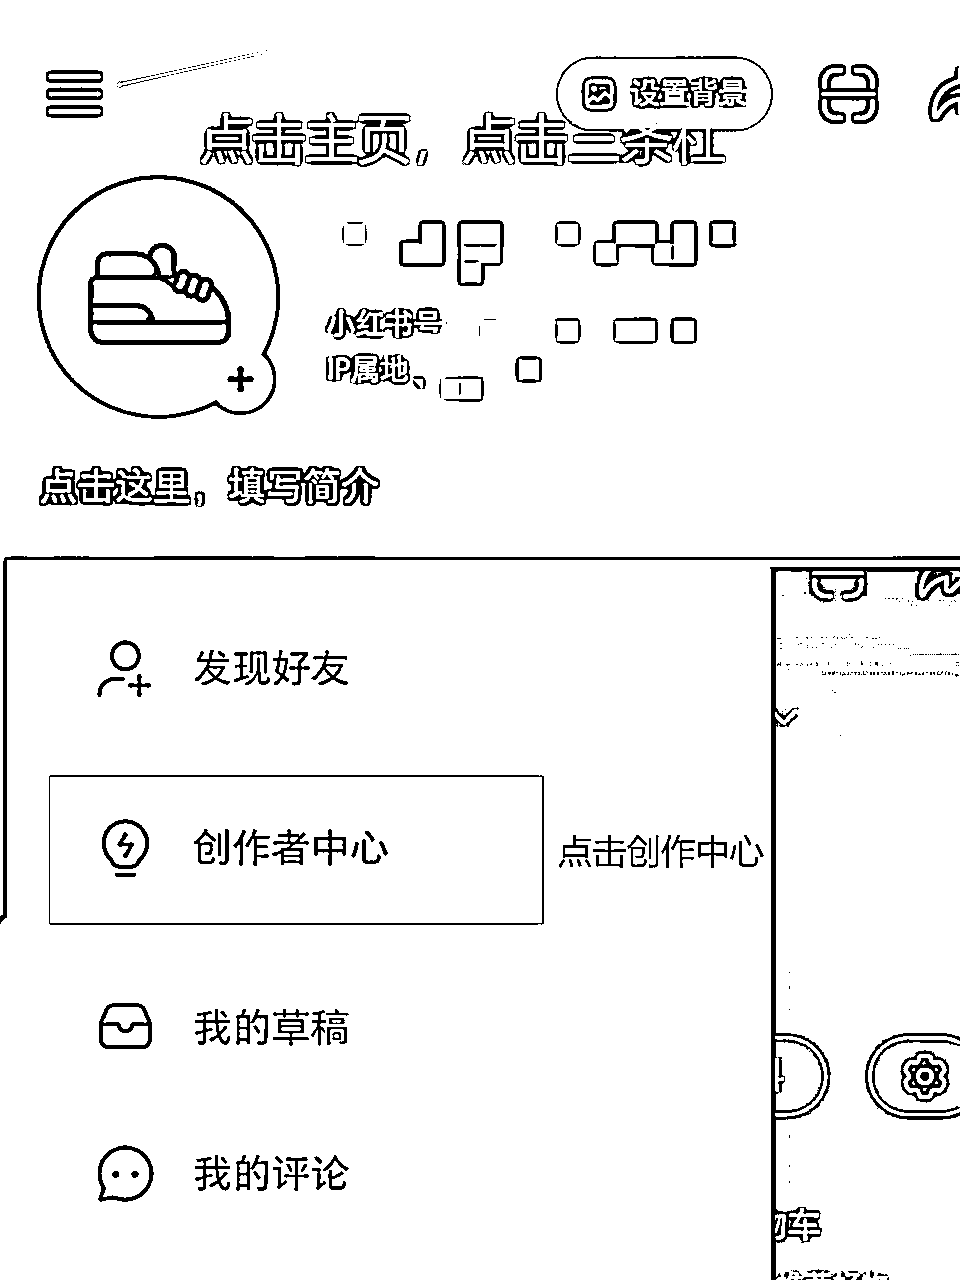 设置背景
点击主页，点击三条杠
小红书号
IP属地
点击这里，填写简介
发现好友
创作者中心
点击创作中心
我的草稿
我的评论
物车